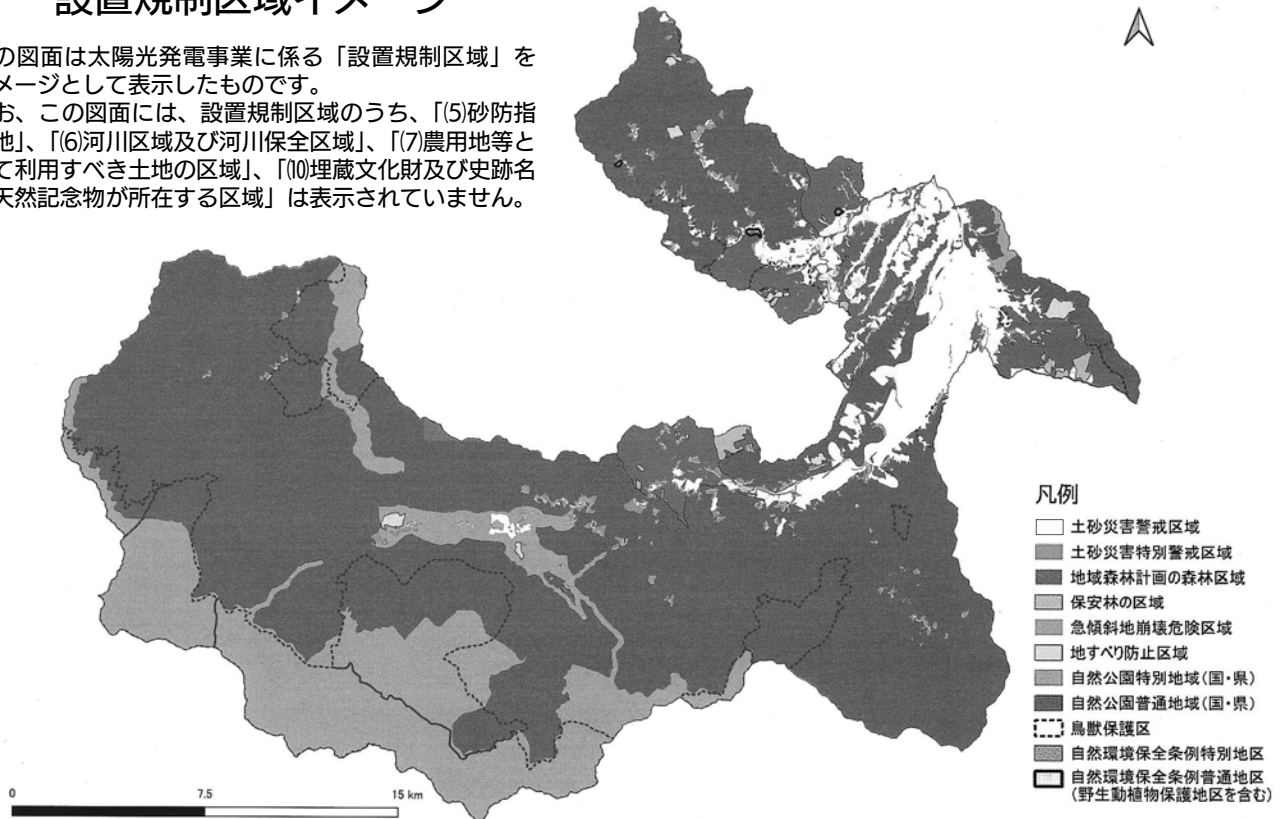 設置規制区域イメージ
の図面は太陽光発電事業に係る「設置規制区域」を
メージとして表示したものです。
お、この図面には、設置規制区域のうち、「⑸砂防指
地」、「⑹河川区域及び河川保全区域」、「⑺農用地等と
て利用すべき土地の区域」、「⑽埋蔵文化財及び史跡名
天然記念物が所在する区域」は表示されていません。
凡例
土砂災害警戒区域
土砂災害特別警戒区域
地域森林計画の森林区域
保安林の区域
急傾斜地崩壊危険区域
地すべり防止区域
自然公園特別地域(国・県)
自然公園普通地域(国・県)
鳥獣保護区
自然環境保全条例特別地区
自然環境保全条例普通地区
(野生動植物保護地区を含む)
0 7.5 15 km